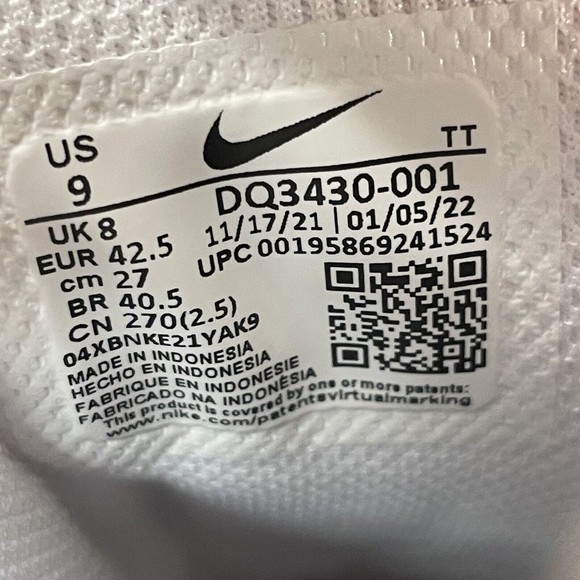 US
9
TT
DQ3430-001
11/17/21 | 01/05/22
UPC 00195869241524
UK 8
EUR 42.5
cm 27
BR 40.5
CN 270(2.5)
04XBNKE21YAK9
MADE IN INDONESIA
HECHO EN INDONESIA
FABRIQUE EN INDONESIE
FABRICADO NA INDONESIA
This product is covered by one or more patents:
www.nike.com/patentsvirtualmarking